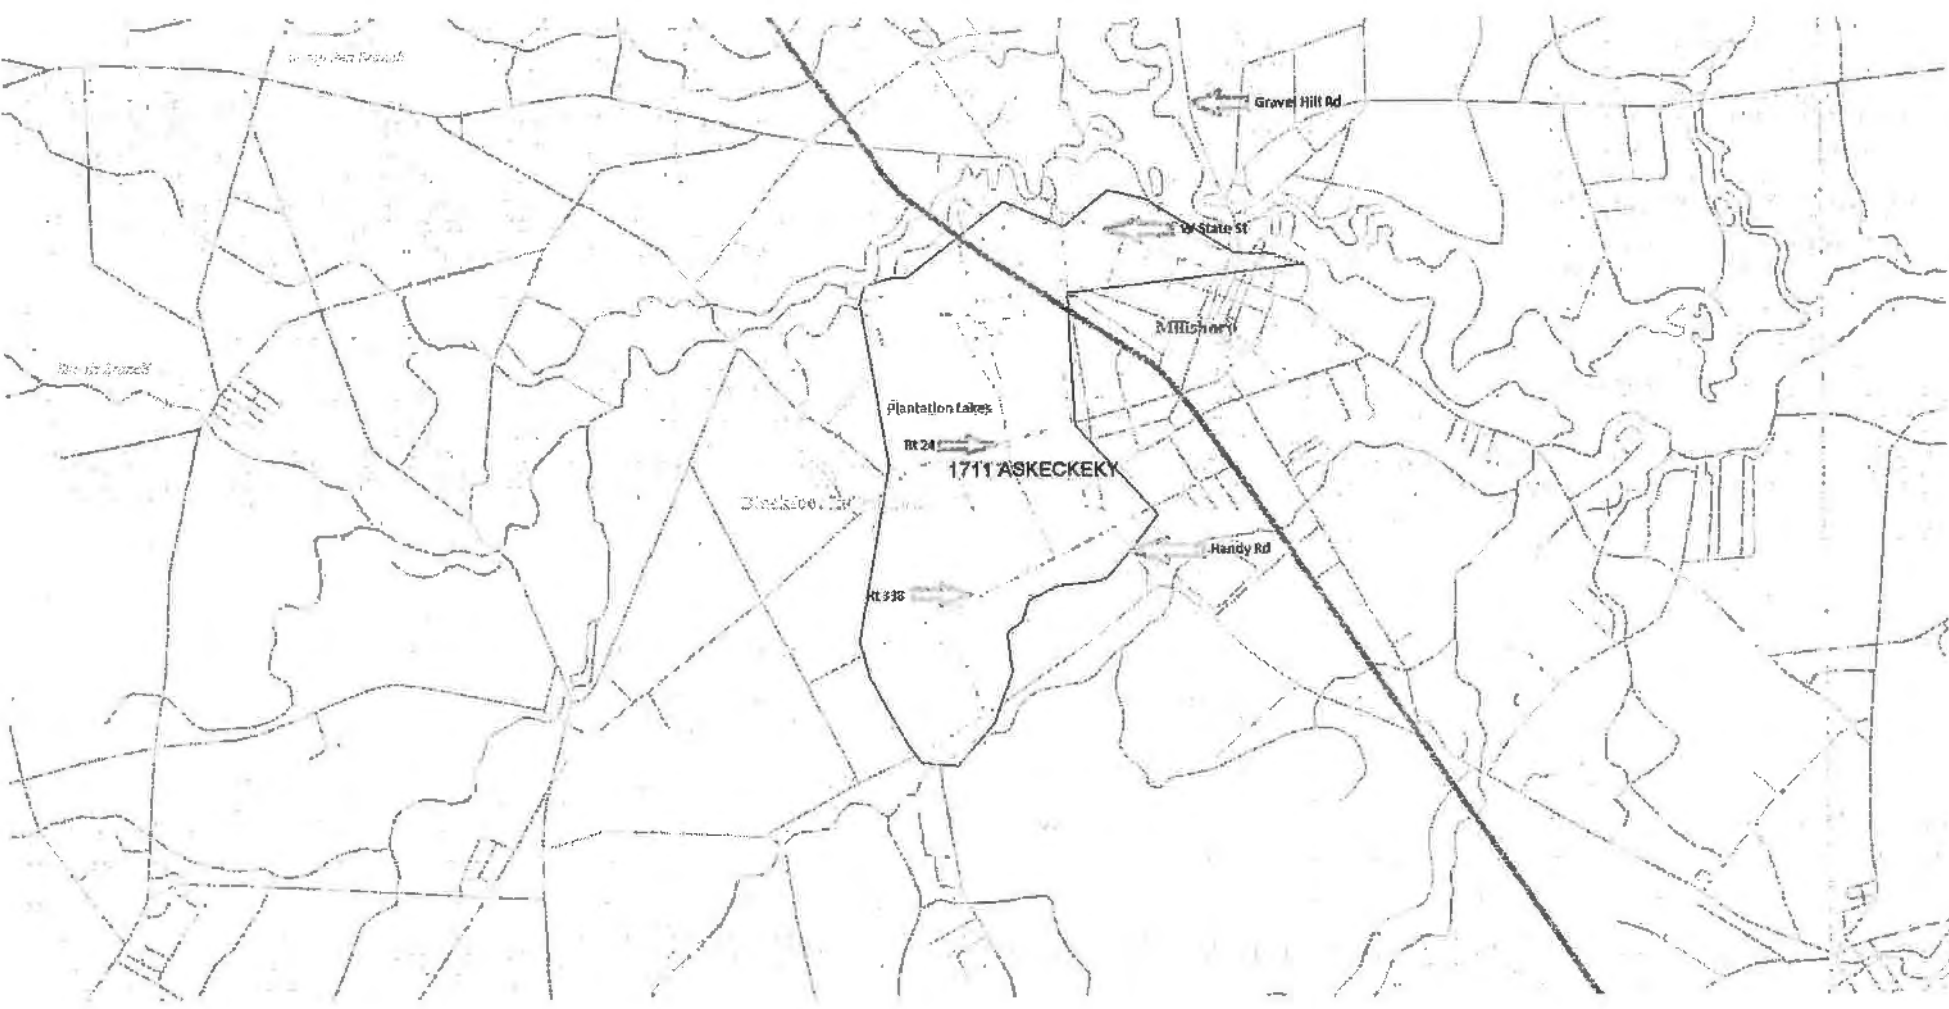 Gravel Hill Rd
W State St
Millsboro
Plantation Lakes
Rt 24
1711 ASKECKEKY
Handy Rd
Rt 338